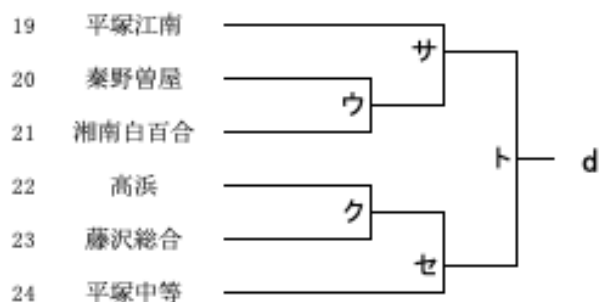 19 平塚江南
サ
20 秦野曽屋
ウ
21 湘南白百合
ト d
22 高浜
ク
23 藤沢総合
セ
24 平塚中等